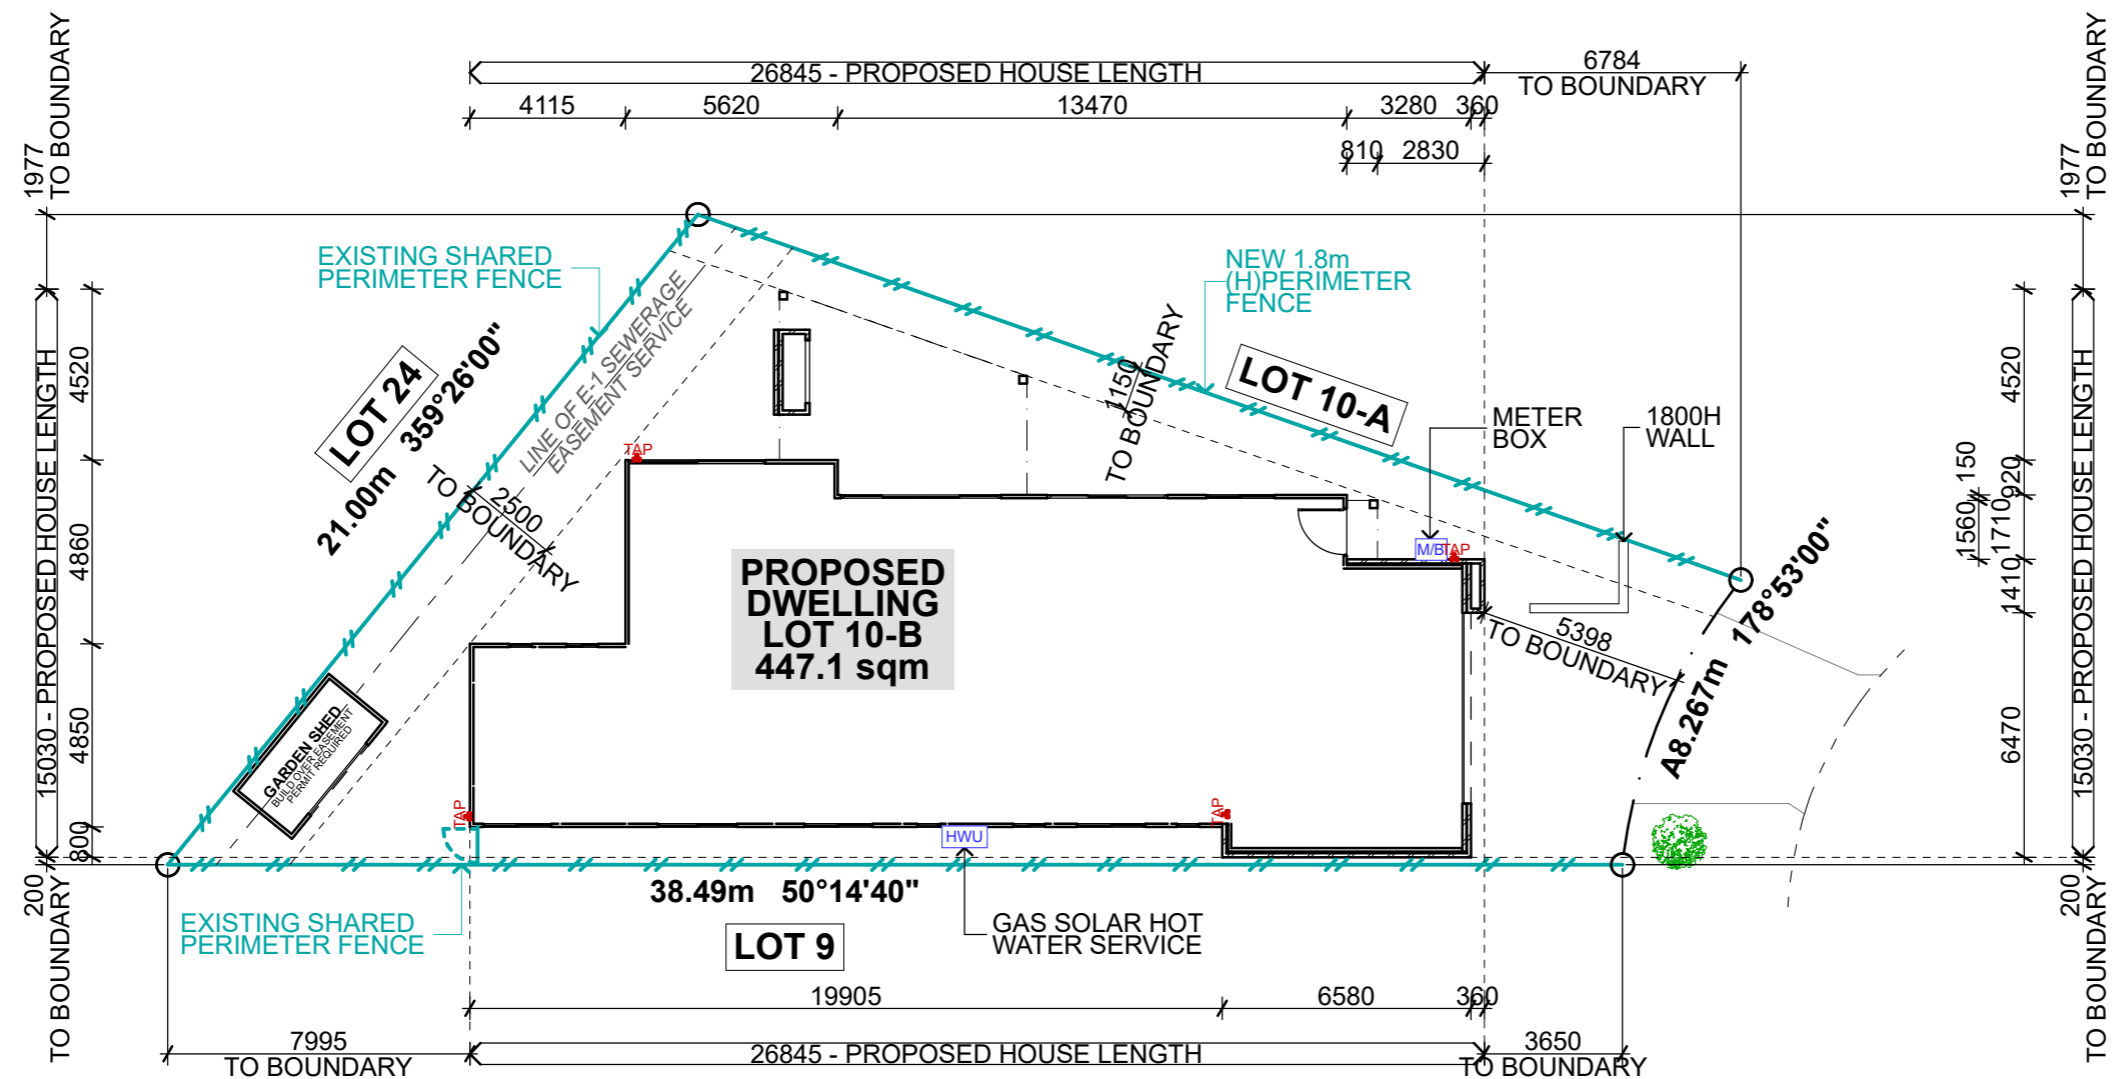 26845 - PROPOSED HOUSE LENGTH
6784
TO BOUNDARY
4115
5620
13470
3280
360
810
2830
1977
TO BOUNDARY
1977
TO BOUNDARY
EXISTING SHARED
PERIMETER FENCE
NEW 1.8m
(H)PERIMETER
FENCE
LOT 24
21.00m 359°26'00"
LINE OF E-1 SEWERAGE
EASEMENT SERVICE
2500
TO BOUNDARY
1150
TO BOUNDARY
LOT 10-A
METER
BOX
1800H
WALL
TAP
M/B
TAP
5398
TO BOUNDARY
A8.267m 178°53'00"
PROPOSED
DWELLING
LOT 10-B
447.1 sqm
15030 - PROPOSED HOUSE LENGTH
4520
4860
4850
800
200
TO BOUNDARY
4520
150
920
1560
1710
1410
6470
15030 - PROPOSED HOUSE LENGTH
200
TO BOUNDARY
GARDEN SHED
BUILD OVER EASEMENT
PERMIT REQUIRED
TAP
HWU
TAP
38.49m 50°14'40"
EXISTING SHARED
PERIMETER FENCE
LOT 9
GAS SOLAR HOT
WATER SERVICE
19905
6580
360
7995
TO BOUNDARY
26845 - PROPOSED HOUSE LENGTH
3650
TO BOUNDARY